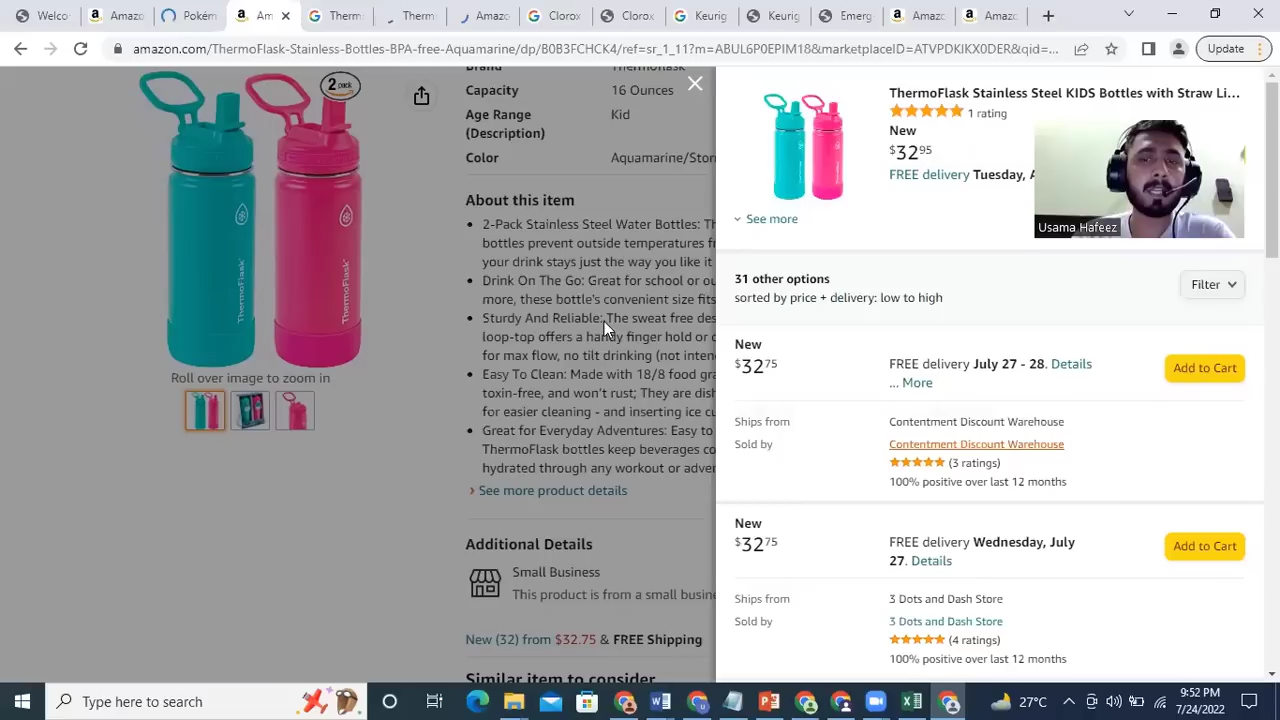 Welco
Amazo
Pokém
Am
Thermo
Therm
Amazo
Clorox
Clorox
Keurig
Keurig
Emerg
Amazo
Amazo
amazon.com/ThermoFlask-Stainless-Bottles-BPA-free-Aquamarine/dp/B0B3FCHCK4/ref=sr_1_11?m=ABUL6P0EPIM18&marketplaceID=ATVPDKIKX0DER&qid=...
Update
2 pack
ThermoFlask
ThermoFlask
Roll over image to zoom in
Brand Thermoflask
Capacity 16 Ounces
Age Range Kid
(Description)
Color Aquamarine/Stor
About this item
2-Pack Stainless Steel Water Bottles: Th
bottles prevent outside temperatures fr
your drink stays just the way you like it
Drink On The Go: Great for school or ou
more, these bottle's convenient size fits
Sturdy And Reliable: The sweat free des
loop-top offers a handy finger hold or c
for max flow, no tilt drinking (not inten
Easy To Clean: Made with 18/8 food gra
toxin-free, and won't rust; They are dish
for easier cleaning - and inserting ice cu
Great for Everyday Adventures: Easy to
ThermoFlask bottles keep beverages co
hydrated through any workout or adver
› See more product details
Additional Details
Small Business
This product is from a small busine
New (32) from $32.75 & FREE Shipping
Similar item to consider
ThermoFlask Stainless Steel KIDS Bottles with Straw Li...
1 rating
New
$32 95
FREE delivery Tuesday, A
See more
Usama Hafeez
31 other options
sorted by price + delivery: low to high
Filter
New
$32 75
FREE delivery July 27 - 28. Details
... More
Add to Cart
Ships from Contentment Discount Warehouse
Sold by Contentment Discount Warehouse
(3 ratings)
100% positive over last 12 months
New
$32 75
FREE delivery Wednesday, July
27. Details
Add to Cart
Ships from 3 Dots and Dash Store
Sold by 3 Dots and Dash Store
(4 ratings)
100% positive over last 12 months
Type here to search
27°C
9:52 PM
7/24/2022